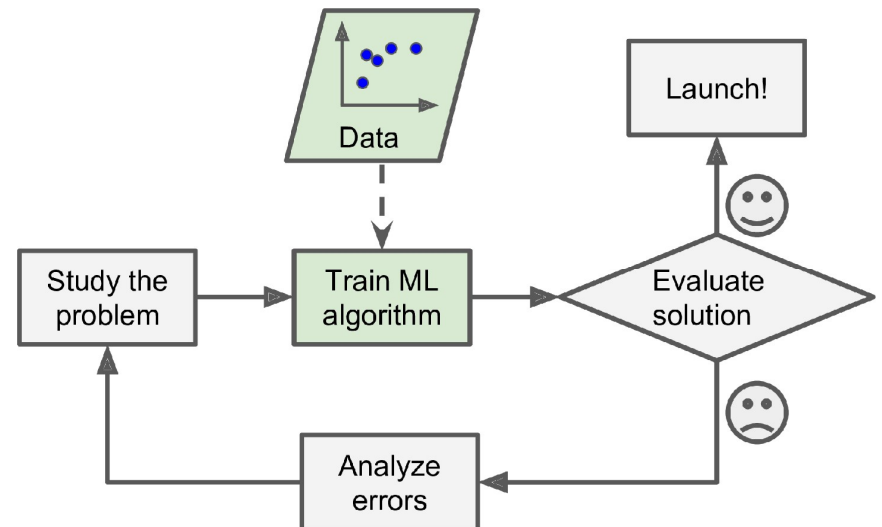 Data
Launch!
Study the
problem
Train ML
algorithm
Evaluate
solution
Analyze
errors